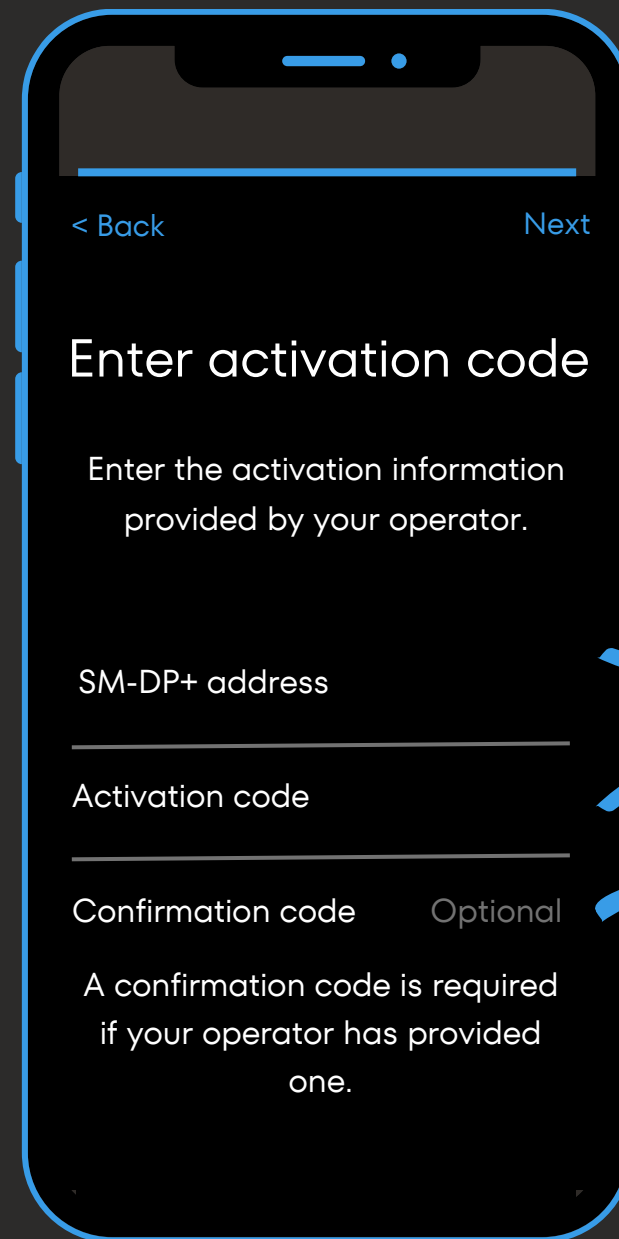 < Back
Next
Enter activation code
Enter the activation information
provided by your operator.
SM-DP+ address
Activation code
Confirmation code Optional
A confirmation code is required
if your operator has provided
one.